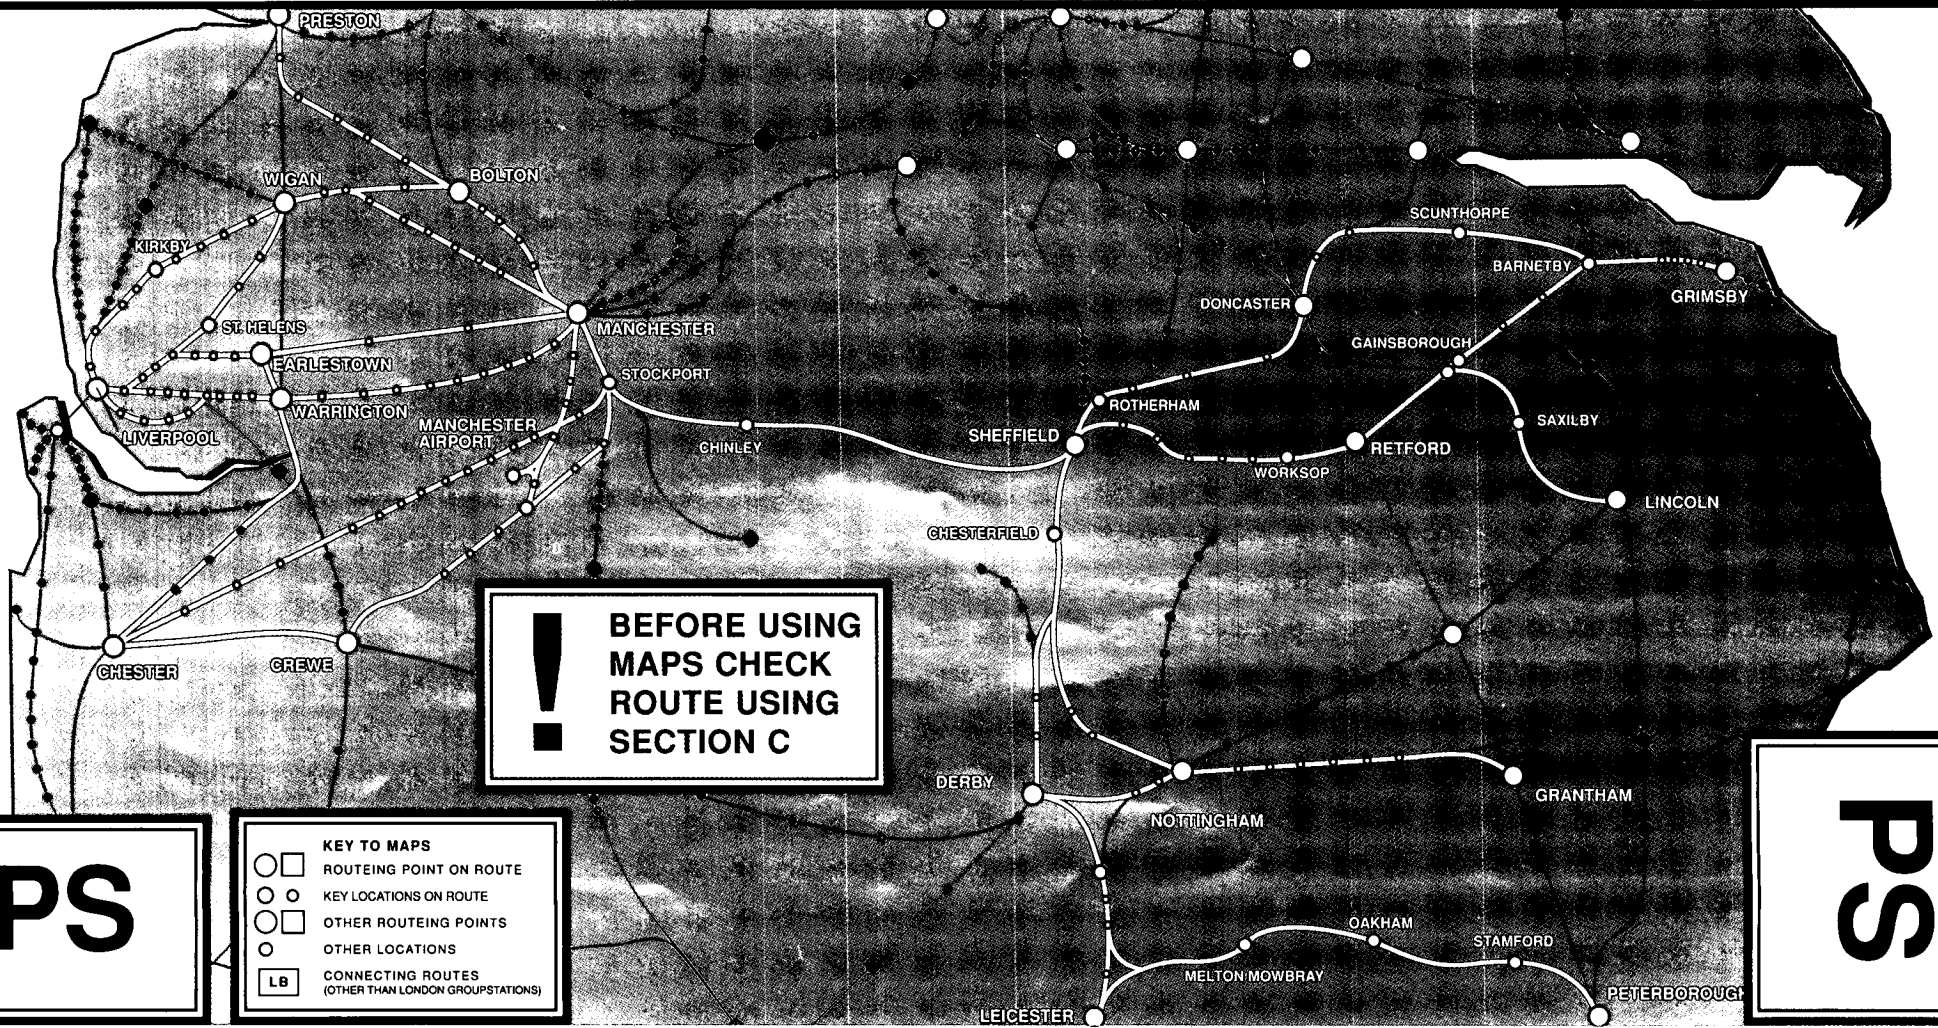 PRESTON
WIGAN
BOLTON
KIRKBY
ST. HELENS
EARLESTOWN
WARRINGTON
LIVERPOOL
MANCHESTER
STOCKPORT
MANCHESTER
AIRPORT
CHINLEY
SHEFFIELD
ROTHERHAM
DONCASTER
SCUNTHORPE
BARNETBY
GRIMSBY
GAINSBOROUGH
WORKSOP
RETFORD
SAXILBY
LINCOLN
CHESTERFIELD
CHESTER
CREWE
! BEFORE USING
MAPS CHECK
ROUTE USING
SECTION C
DERBY
NOTTINGHAM
GRANTHAM
MELTON MOWBRAY
OAKHAM
STAMFORD
PETERBOROUGH
LEICESTER
PS
KEY TO MAPS
ROUTEING POINT ON ROUTE
KEY LOCATIONS ON ROUTE
OTHER ROUTEING POINTS
OTHER LOCATIONS
LB CONNECTING ROUTES
(OTHER THAN LONDON GROUPSTATIONS)
PS